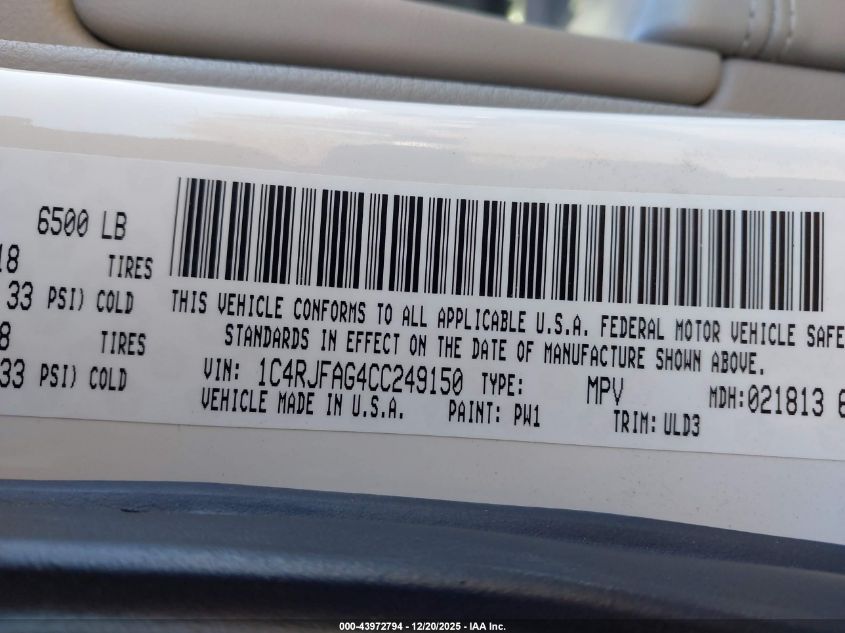 6500 LB
18 TIRES
33 PSI) COLD
8 TIRES
33 PSI) COLD
THIS VEHICLE CONFORMS TO ALL APPLICABLE U.S.A. FEDERAL MOTOR VEHICLE SAFE
STANDARDS IN EFFECT ON THE DATE OF MANUFACTURE SHOWN ABOVE.
VIN: 1C4RJFAG4CC249150 TYPE: MPV MDH:021813 6
VEHICLE MADE IN U.S.A. PAINT: PW1 TRIM: ULD3
000-43972794 - 12/20/2025 - IAA Inc.